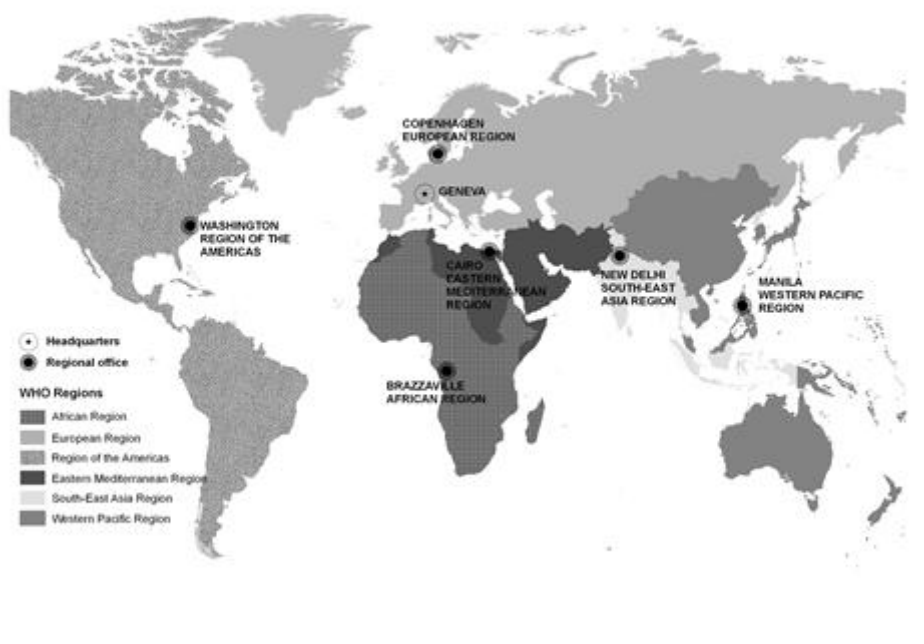 COPENHAGEN
EUROPEAN REGION
GENEVA
WASHINGTON
REGION OF THE
AMERICAS
CAIRO
EASTERN
MEDITERRANEAN
REGION
NEW DELHI
SOUTH-EAST
ASIA REGION
MANILA
WESTERN PACIFIC
REGION
BRAZZAVILLE
AFRICAN REGION
Headquarters
Regional office
WHO Regions
African Region
European Region
Region of the Americas
Eastern Mediterranean Region
South-East Asia Region
Western Pacific Region